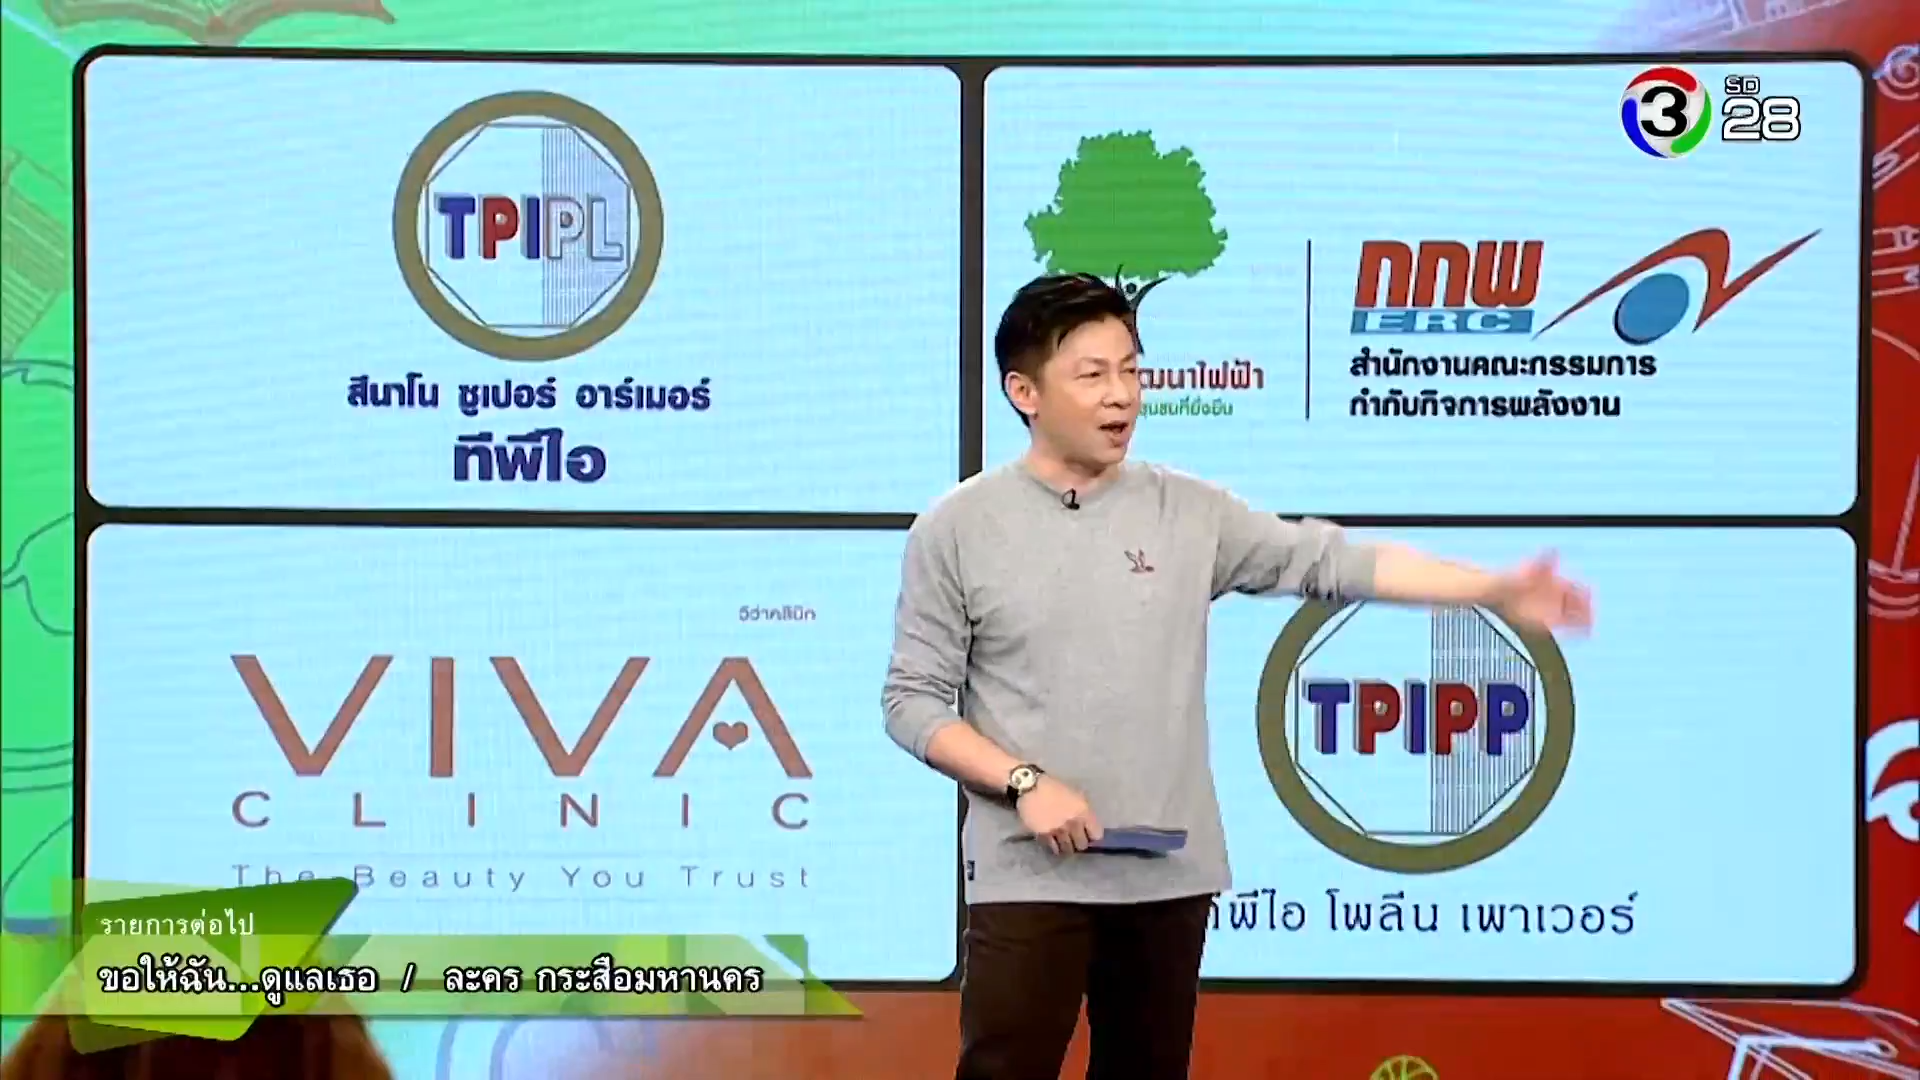 3 SD 28
TPIPL
สีนาโน ซูเปอร์ อาร์เมอร์
ทีพีไอ
กกพ
ERC
สำนักงานคณะกรรมการ
กำกับกิจการพลังงาน
วีว่าคลินิก
VIVA
CLINIC
The Beauty You Trust
TPIPP
ทีพีไอ โพลีน เพาเวอร์
รายการต่อไป
ขอให้ฉัน...ดูแลเธอ / ละคร กระสือมหานคร